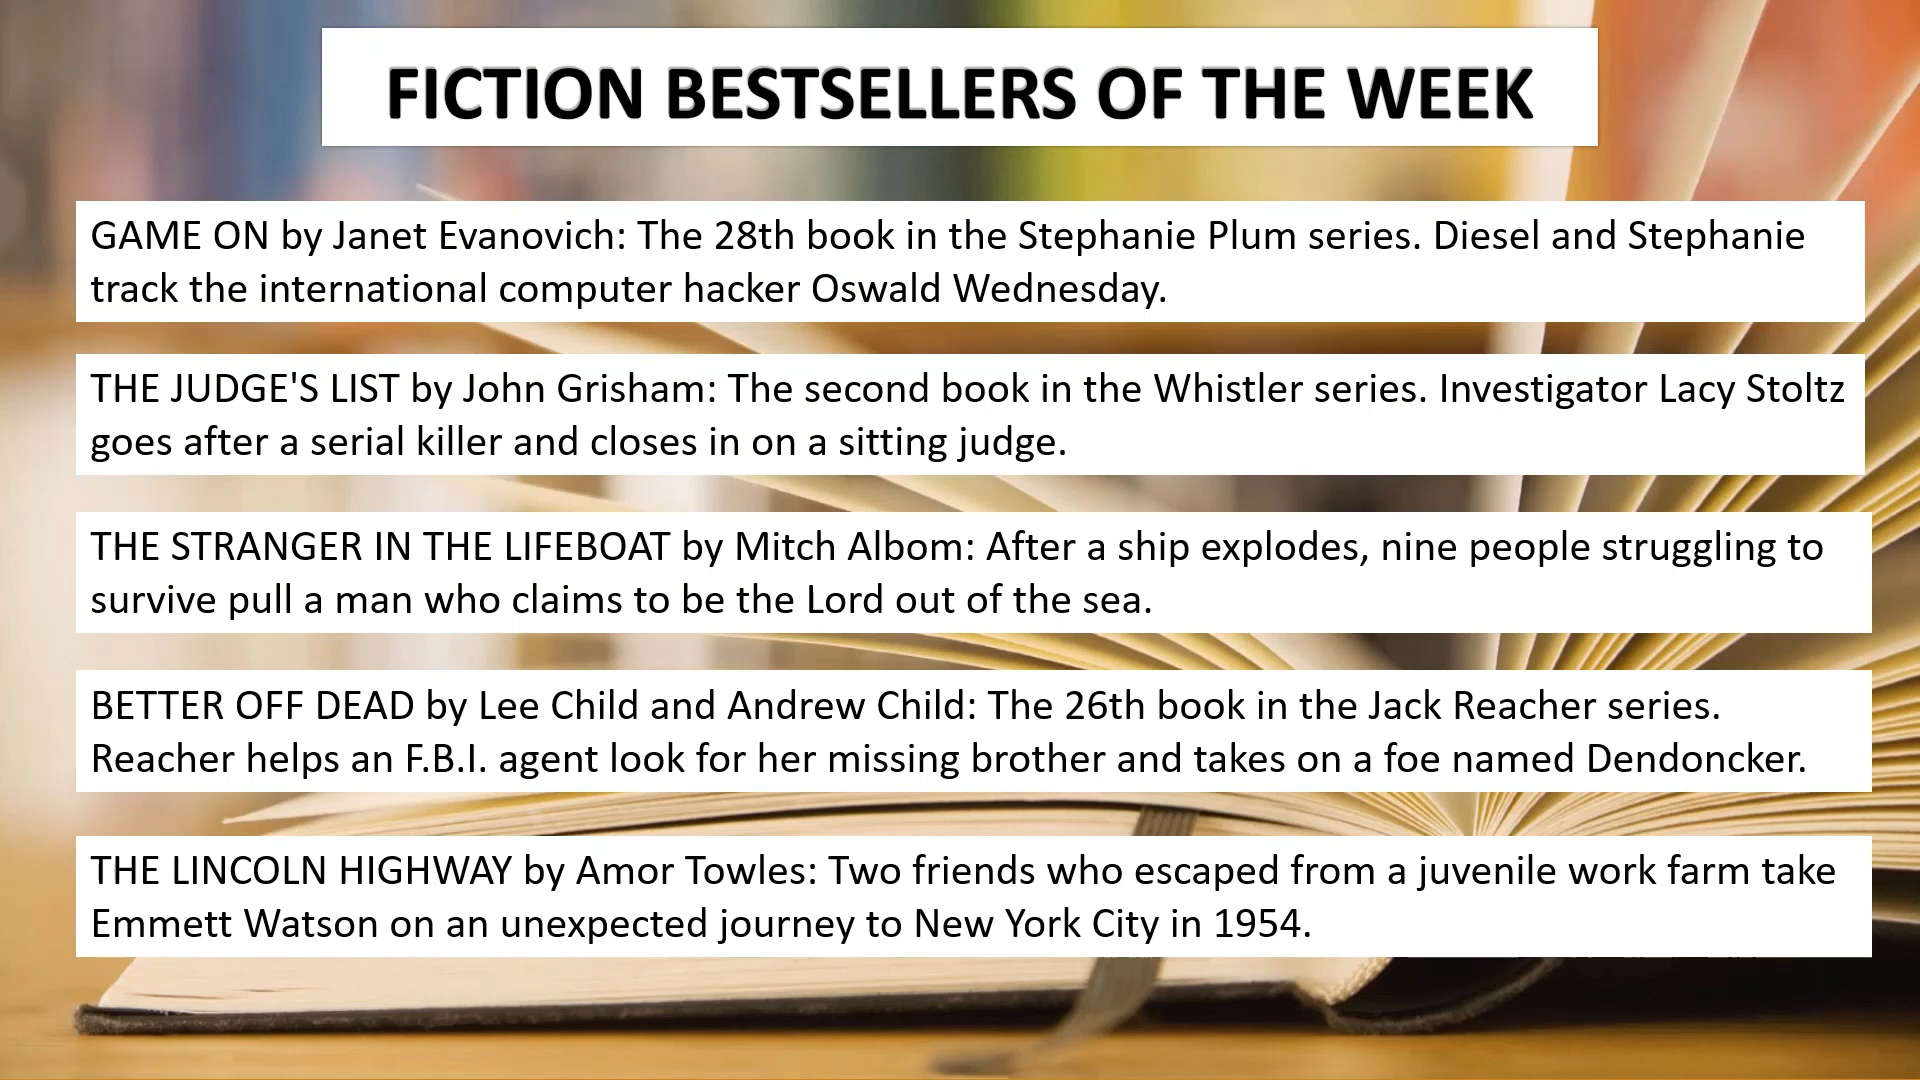 FICTION BESTSELLERS OF THE WEEK
GAME ON by Janet Evanovich: The 28th book in the Stephanie Plum series. Diesel and Stephanie
track the international computer hacker Oswald Wednesday.
THE JUDGE'S LIST by John Grisham: The second book in the Whistler series. Investigator Lacy Stoltz
goes after a serial killer and closes in on a sitting judge.
THE STRANGER IN THE LIFEBOAT by Mitch Albom: After a ship explodes, nine people struggling to
survive pull a man who claims to be the Lord out of the sea.
BETTER OFF DEAD by Lee Child and Andrew Child: The 26th book in the Jack Reacher series.
Reacher helps an F.B.I. agent look for her missing brother and takes on a foe named Dendoncker.
THE LINCOLN HIGHWAY by Amor Towles: Two friends who escaped from a juvenile work farm take
Emmett Watson on an unexpected journey to New York City in 1954.